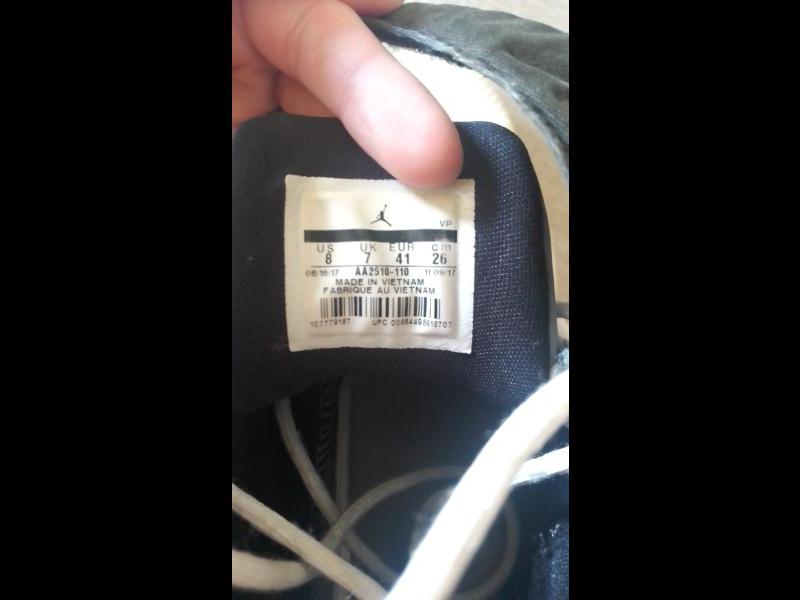 VP
US UK EUR cm
8 7 41 26
08/16/17 AA2510-110 11/09/17
MADE IN VIETNAM
FABRIQUE AU VIETNAM
107779187 UPC 00884498618707